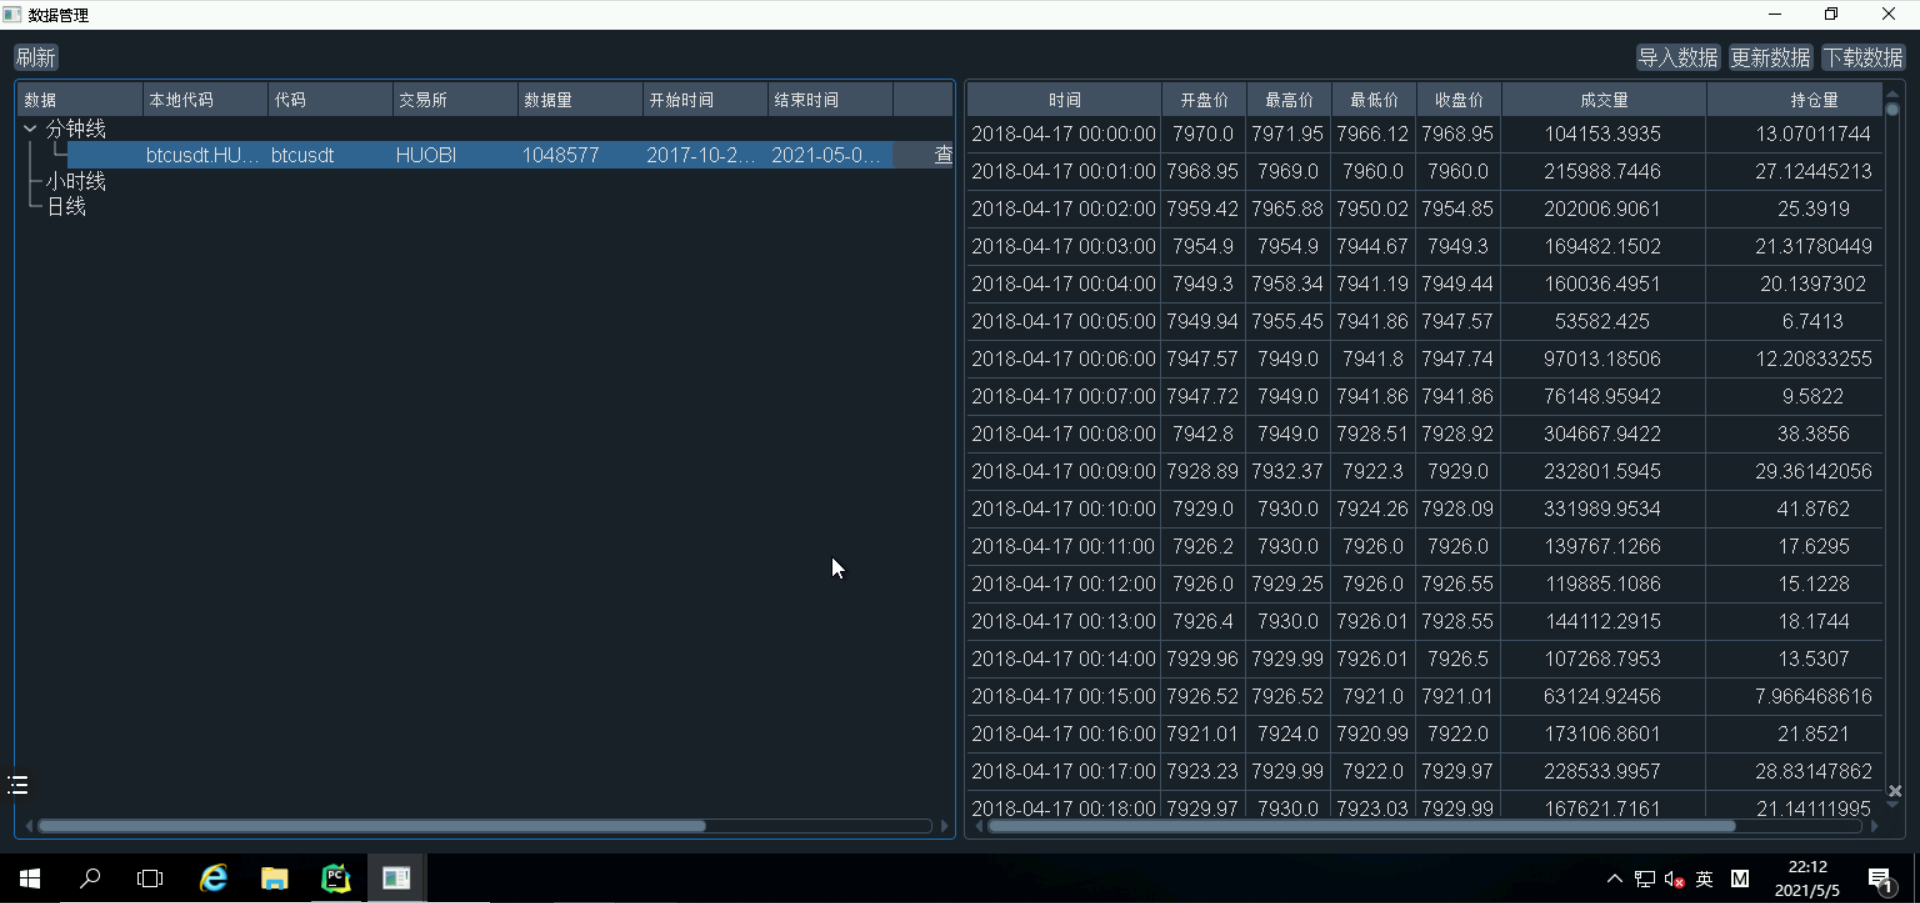 数据管理
刷新
导入数据 更新数据 下载数据
数据 本地代码 代码 交易所 数据量 开始时间 结束时间
分钟线
btcusdt.HU... btcusdt HUOBI 1048577 2017-10-2... 2021-05-0... 查
小时线
日线
时间 开盘价 最高价 最低价 收盘价 成交量 持仓量
2018-04-17 00:00:00 7970.0 7971.95 7966.12 7968.95 104153.3935 13.07011744
2018-04-17 00:01:00 7968.95 7969.0 7960.0 7960.0 215988.7446 27.12445213
2018-04-17 00:02:00 7959.42 7965.88 7950.02 7954.85 202006.9061 25.3919
2018-04-17 00:03:00 7954.9 7954.9 7944.67 7949.3 169482.1502 21.31780449
2018-04-17 00:04:00 7949.3 7958.34 7941.19 7949.44 160036.4951 20.1397302
2018-04-17 00:05:00 7949.94 7955.45 7941.86 7947.57 53582.425 6.7413
2018-04-17 00:06:00 7947.57 7949.0 7941.8 7947.74 97013.18506 12.20833255
2018-04-17 00:07:00 7947.72 7949.0 7941.86 7941.86 76148.95942 9.5822
2018-04-17 00:08:00 7942.8 7949.0 7928.51 7928.92 304667.9422 38.3856
2018-04-17 00:09:00 7928.89 7932.37 7922.3 7929.0 232801.5945 29.36142056
2018-04-17 00:10:00 7929.0 7930.0 7924.26 7928.09 331989.9534 41.8762
2018-04-17 00:11:00 7926.2 7930.0 7926.0 7926.0 139767.1266 17.6295
2018-04-17 00:12:00 7926.0 7929.25 7926.0 7926.55 119885.1086 15.1228
2018-04-17 00:13:00 7926.4 7930.0 7926.01 7928.55 144112.2915 18.1744
2018-04-17 00:14:00 7929.96 7929.99 7926.01 7926.5 107268.7953 13.5307
2018-04-17 00:15:00 7926.52 7926.52 7921.0 7921.01 63124.92456 7.966468616
2018-04-17 00:16:00 7921.01 7924.0 7920.99 7922.0 173106.8601 21.8521
2018-04-17 00:17:00 7923.23 7929.99 7922.0 7929.97 228533.9957 28.83147862
2018-04-17 00:18:00 7929.97 7930.0 7923.03 7929.99 167621.7161 21.14111995
PC
英 M
22:12
2021/5/5
1